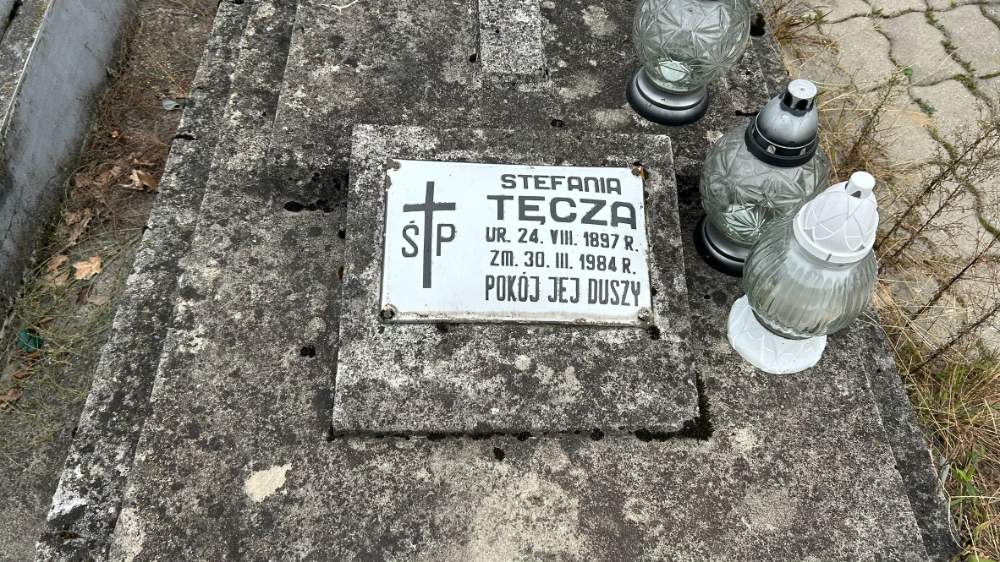 ŚP
STEFANIA
TĘCZA
UR. 24. VIII. 1897 R.
ZM. 30. III. 1984 R.
POKÓJ JEJ DUSZY